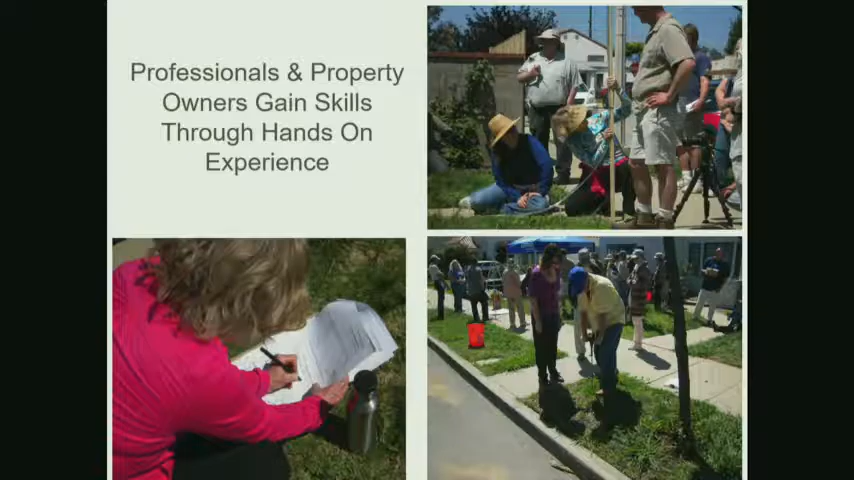 Professionals & Property
Owners Gain Skills
Through Hands On
Experience